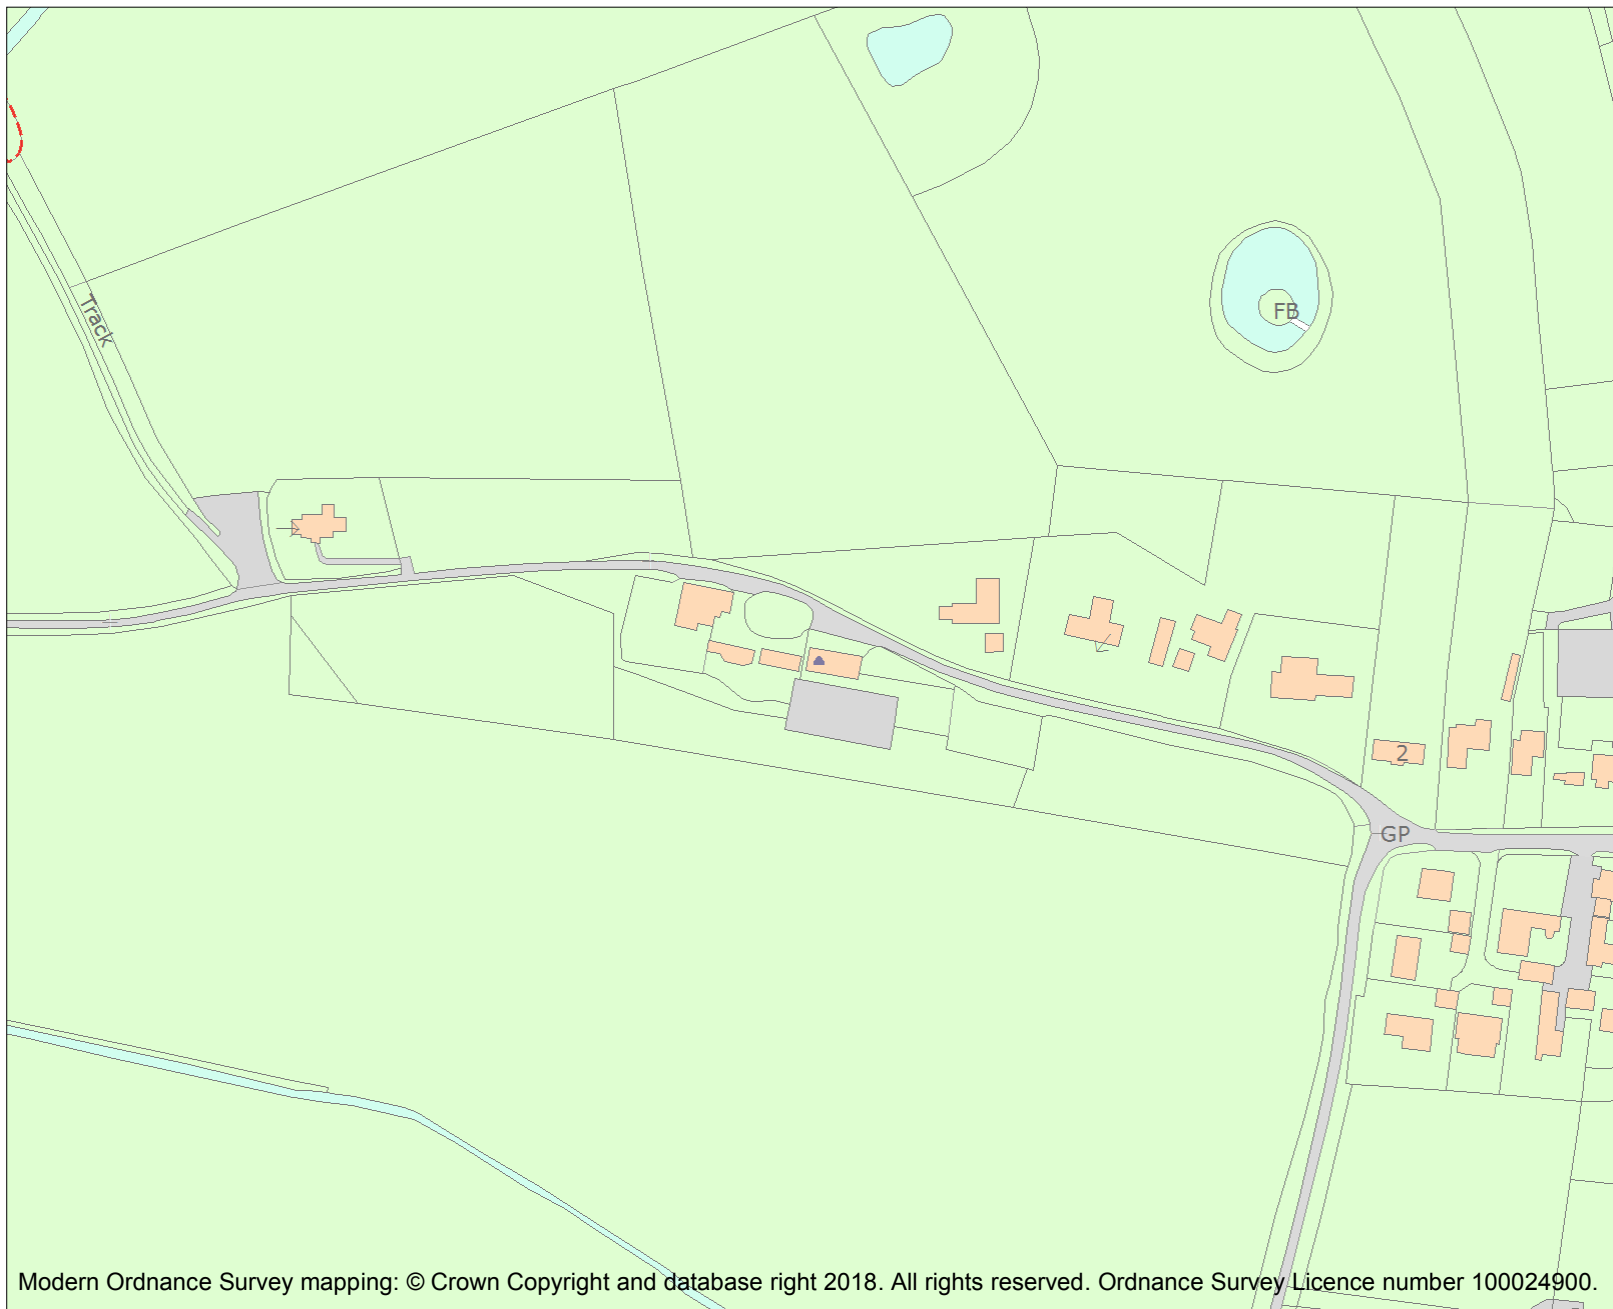 FB
Track
2
GP
Modern Ordnance Survey mapping: © Crown Copyright and database right 2018. All rights reserved. Ordnance Survey Licence number 100024900.